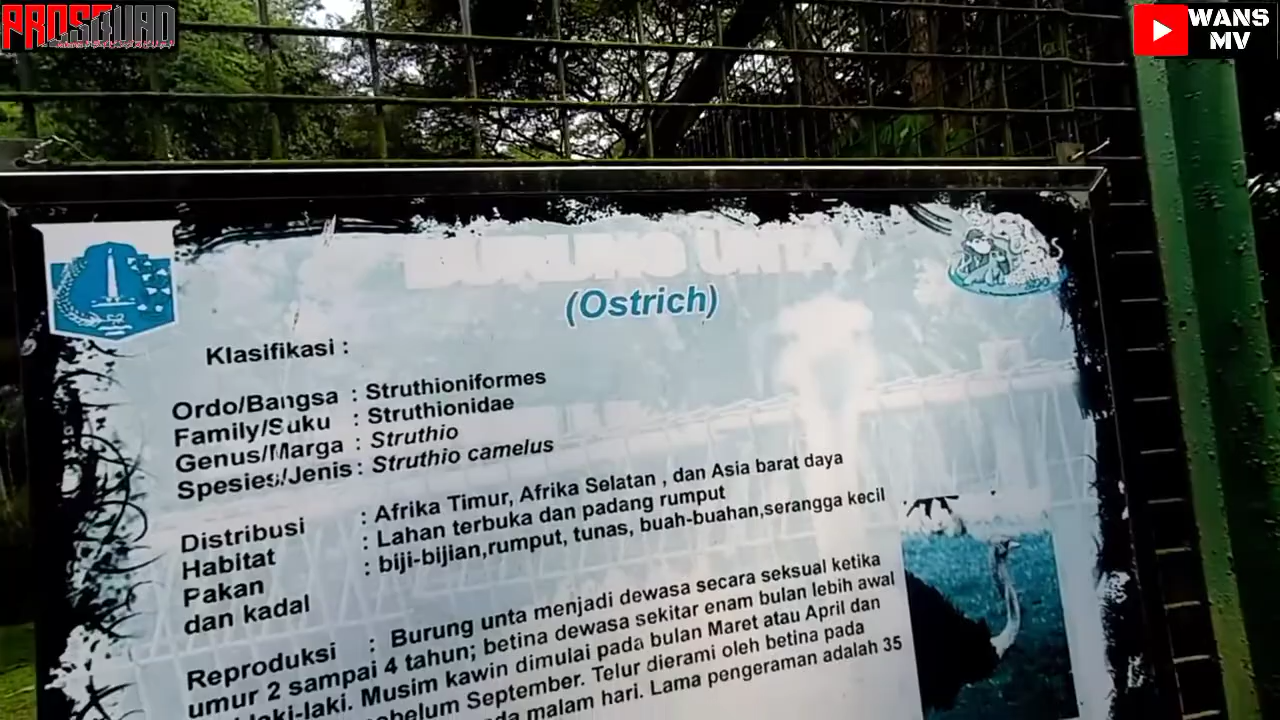 PROSQUAD
WANS
MV
BURUNG UNTA
(Ostrich)
Klasifikasi :
Ordo/Bangsa : Struthioniformes
Family/Suku : Struthionidae
Genus/Marga : Struthio
Spesies/Jenis : Struthio camelus
Distribusi : Afrika Timur, Afrika Selatan , dan Asia barat daya
Habitat : Lahan terbuka dan padang rumput
Pakan : biji-bijian,rumput, tunas, buah-buahan,serangga kecil
dan kadal
Reproduksi : Burung unta menjadi dewasa secara seksual ketika
umur 2 sampai 4 tahun; betina dewasa sekitar enam bulan lebih awal
laki-laki. Musim kawin dimulai pada bulan Maret atau April dan
sebelum September. Telur dierami oleh betina pada
malam hari. Lama pengeraman adalah 35